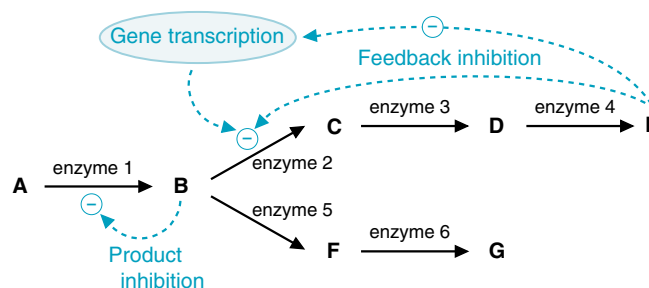 Gene transcription
−
Feedback inhibition
−
enzyme 3
enzyme 4
C
D
enzyme 1
enzyme 2
A
B
−
enzyme 5
enzyme 6
Product
inhibition
F
G